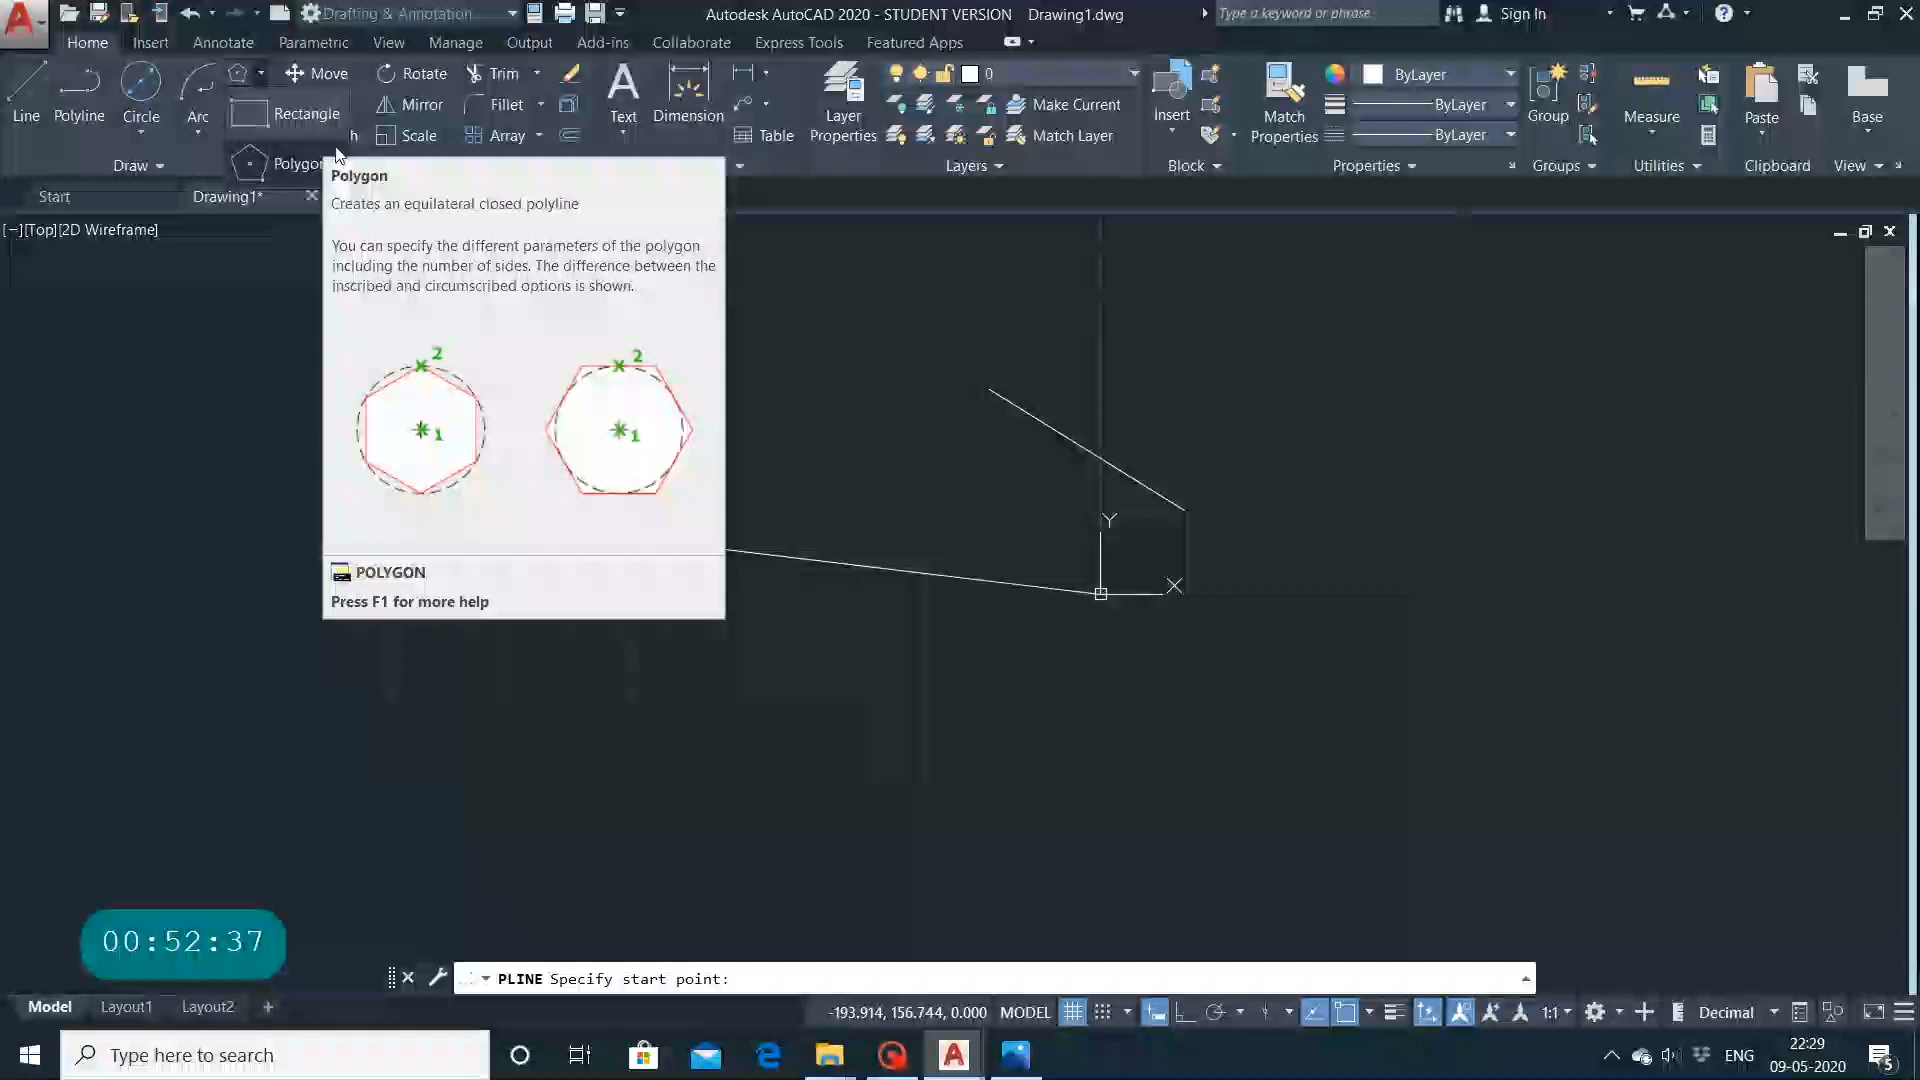 Drafting & Annotation
Autodesk AutoCAD 2020 - STUDENT VERSION Drawing1.dwg
Type a keyword or phrase
Sign In
Home Insert Annotate Parametric View Manage Output Add-ins Collaborate Express Tools Featured Apps
Line Polyline Circle Arc
Rectangle
Polygon
Move Rotate Trim
Mirror Fillet
h Scale Array
Text Dimension
Table
Layer Properties
0
Make Current
Match Layer
Insert
Match Properties
ByLayer
ByLayer
ByLayer
Group
Measure
Paste
Base
Draw Layers Block Properties Groups Utilities Clipboard View
Start Drawing1*
[−][Top][2D Wireframe]
Polygon
Creates an equilateral closed polyline
You can specify the different parameters of the polygon
including the number of sides. The difference between the
inscribed and circumscribed options is shown.
2 2
1 1
POLYGON
Press F1 for more help
Y
X
00:52:37
PLINE Specify start point:
Model Layout1 Layout2 +
-193.914, 156.744, 0.000 MODEL 1:1 Decimal
Type here to search
ENG
22:29
09-05-2020
5